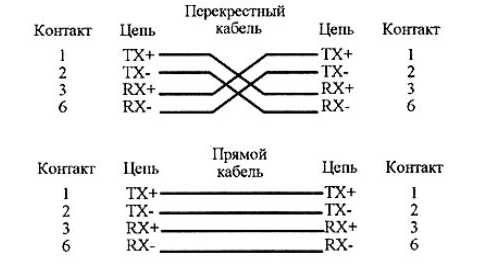 Перекрестный
Контакт Цепь кабель Цепь Контакт
1 TX+ TX+ 1
2 TX- TX- 2
3 RX+ RX+ 3
6 RX- RX- 6
Прямой
Контакт Цепь кабель Цепь Контакт
1 TX+ TX+ 1
2 TX- TX- 2
3 RX+ RX+ 3
6 RX- RX- 6